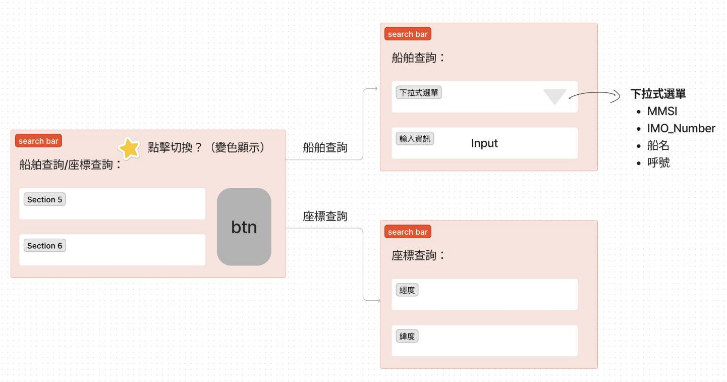 search bar
點擊切換？（變色顯示）
船舶查詢/座標查詢：
Section 5
Section 6
btn
船舶查詢
座標查詢
search bar
船舶查詢：
下拉式選單
輸入資訊
Input
下拉式選單
MMSI
IMO_Number
船名
呼號
search bar
座標查詢：
經度
緯度